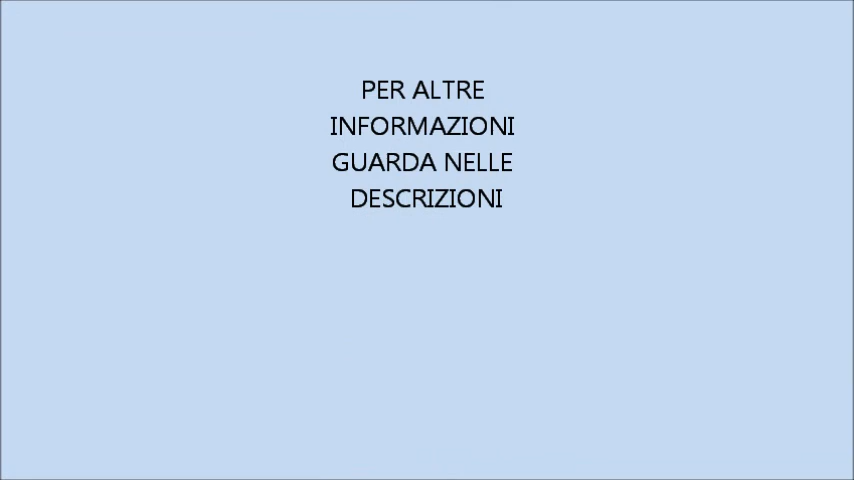 PER ALTRE
INFORMAZIONI
GUARDA NELLE
DESCRIZIONI